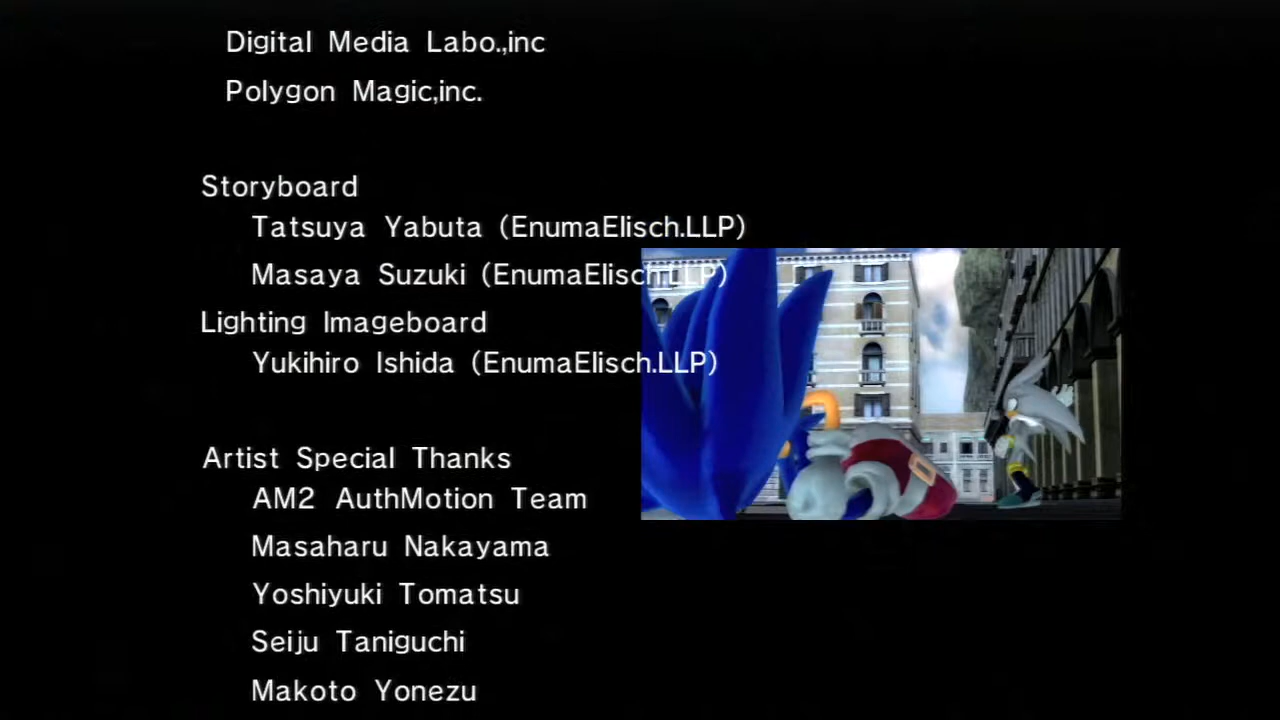 Digital Media Labo.,inc
Polygon Magic,inc.
Storyboard
Tatsuya Yabuta (EnumaElisch.LLP)
Masaya Suzuki (EnumaElisch.LLP)
Lighting Imageboard
Yukihiro Ishida (EnumaElisch.LLP)
Artist Special Thanks
AM2 AuthMotion Team
Masaharu Nakayama
Yoshiyuki Tomatsu
Seiju Taniguchi
Makoto Yonezu